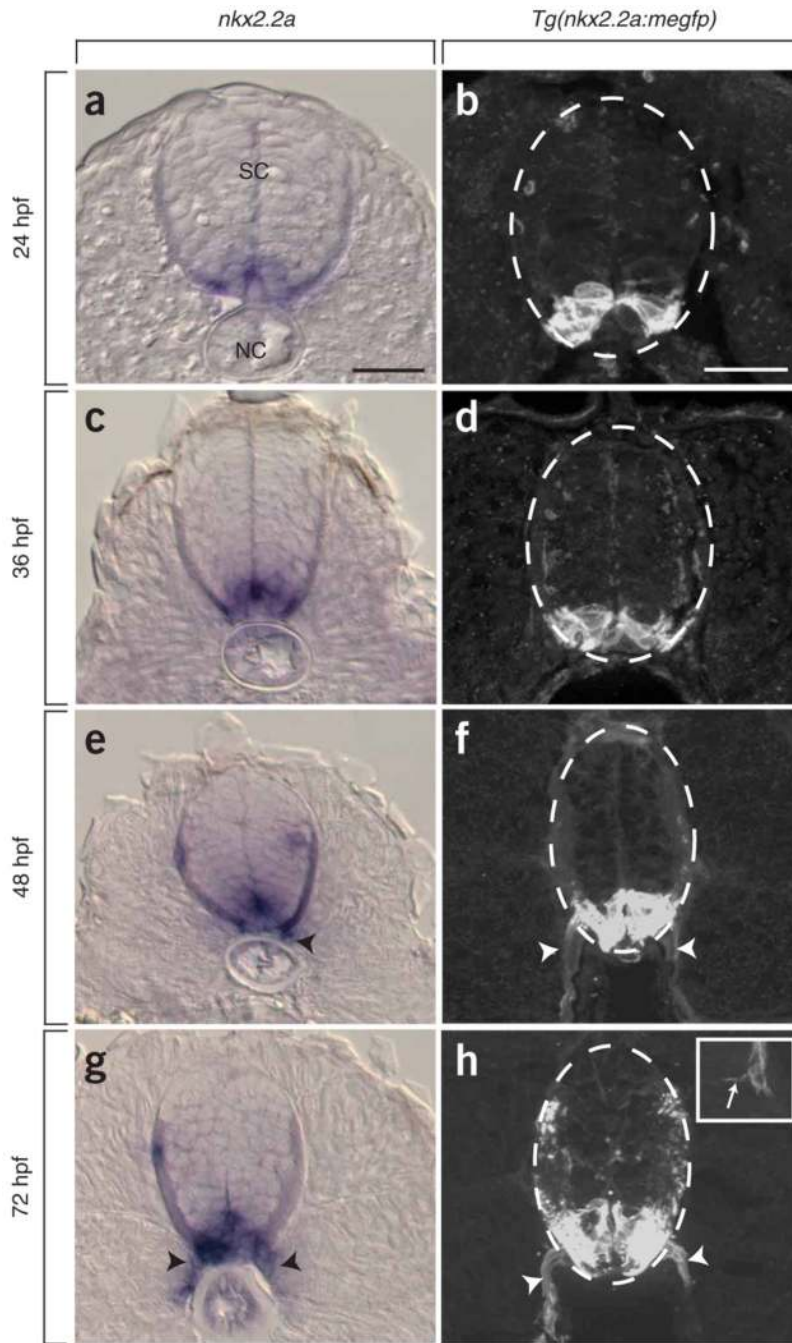 nkx2.2a
Tg(nkx2.2a:megfp)
24 hpf
a
SC
NC
b
36 hpf
c
d
48 hpf
e
f
72 hpf
g
h